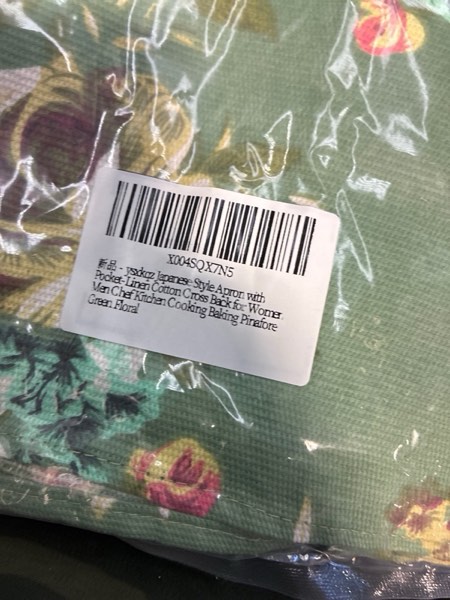 X004SQX7N5
新品 - ysxkoz Japanese Style Apron with
Pocket-Linen Cotton Cross Back for Women
Men Chef Kitchen Cooking Baking Pinafore
Green Floral